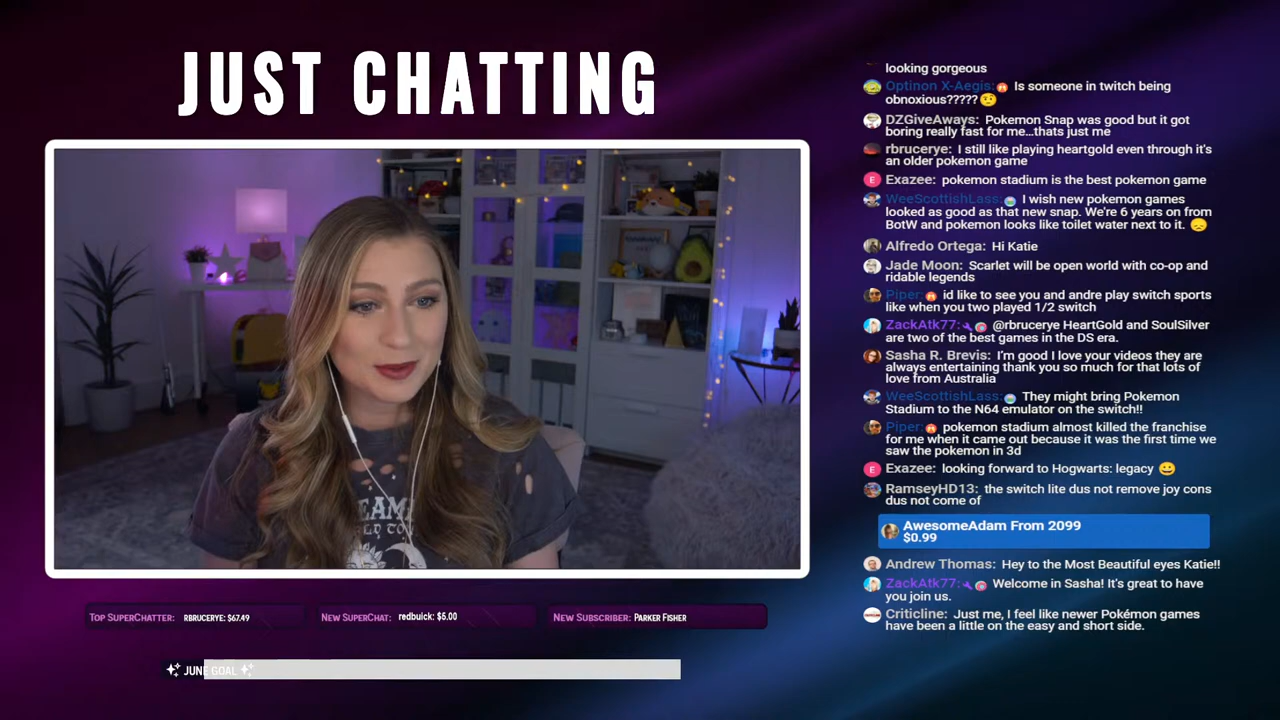 JUST CHATTING
looking gorgeous
Optinon X-Aegis: Is someone in twitch being
obnoxious?????
DZGiveAways: Pokemon Snap was good but it got
boring really fast for me...thats just me
rbrucerye: I still like playing heartgold even through it's
an older pokemon game
Exazee: pokemon stadium is the best pokemon game
WeeScottishLass: I wish new pokemon games
looked as good as that new snap. We're 6 years on from
BotW and pokemon looks like toilet water next to it.
Alfredo Ortega: Hi Katie
Jade Moon: Scarlet will be open world with co-op and
ridable legends
Piper: id like to see you and andre play switch sports
like when you two played 1/2 switch
ZackAtk77: @rbrucerye HeartGold and SoulSilver
are two of the best games in the DS era.
Sasha R. Brevis: I'm good I love your videos they are
always entertaining thank you so much for that lots of
love from Australia
WeeScottishLass: They might bring Pokemon
Stadium to the N64 emulator on the switch!!
Piper: pokemon stadium almost killed the franchise
for me when it came out because it was the first time we
saw the pokemon in 3d
Exazee: looking forward to Hogwarts: legacy
RamseyHD13: the switch lite dus not remove joy cons
dus not come of
AwesomeAdam From 2099
$0.99
Andrew Thomas: Hey to the Most Beautiful eyes Katie!!
ZackAtk77: Welcome in Sasha! It's great to have
you join us.
Criticline: Just me, I feel like newer Pokémon games
have been a little on the easy and short side.
TOP SUPERCHATTER: RBRUCERYE: $67.49
NEW SUPERCHAT: redbuick: $5.00
NEW SUBSCRIBER: PARKER FISHER
JUNE GOAL